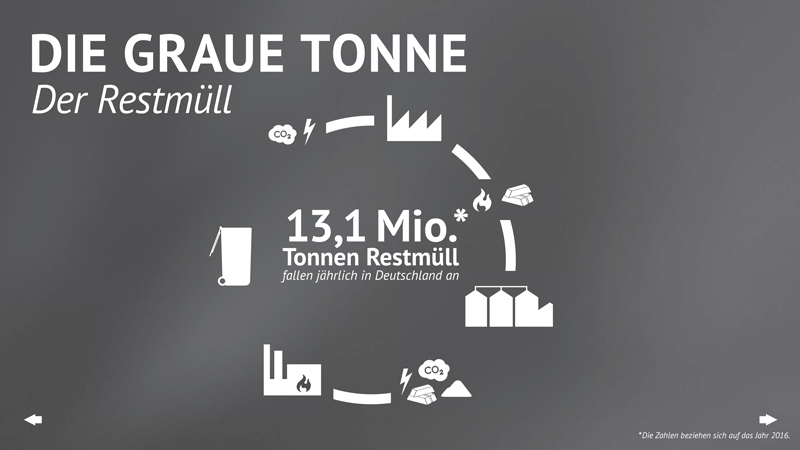 DIE GRAUE TONNE
Der Restmüll
CO₂
13,1 Mio.*
Tonnen Restmüll
fallen jährlich in Deutschland an
CO₂
*Die Zahlen beziehen sich auf das Jahr 2016.